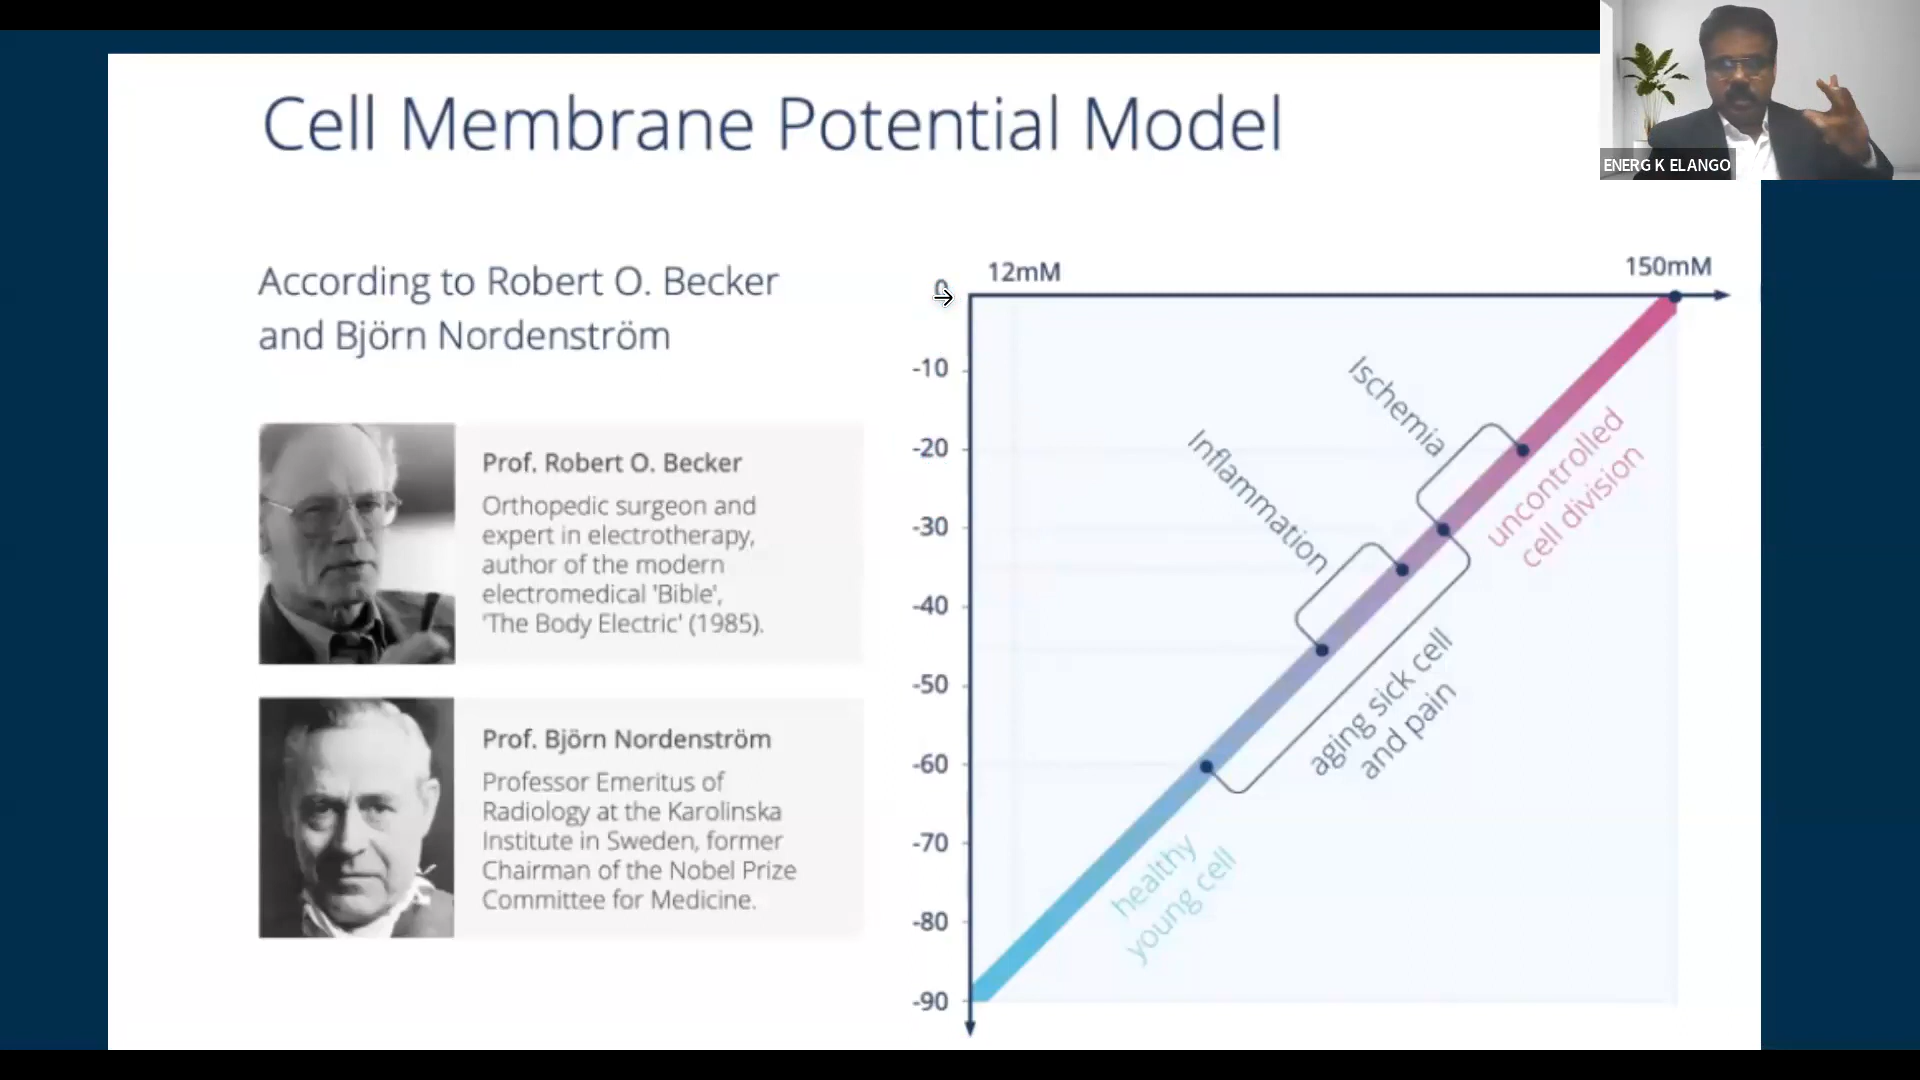 Cell Membrane Potential Model
ENERG K ELANGO
According to Robert O. Becker
and Björn Nordenström
Prof. Robert O. Becker
Orthopedic surgeon and
expert in electrotherapy,
author of the modern
electromedical 'Bible',
'The Body Electric' (1985).
Prof. Björn Nordenström
Professor Emeritus of
Radiology at the Karolinska
Institute in Sweden, former
Chairman of the Nobel Prize
Committee for Medicine.
12mM
150mM
0
-10
-20
-30
-40
-50
-60
-70
-80
-90
Ischemia
Inflammation
uncontrolled
cell division
aging sick cell
and pain
healthy
young cell